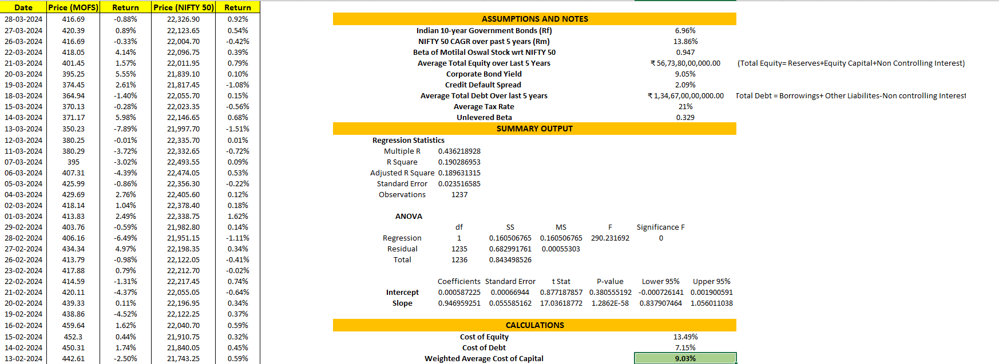 Date Price (MOFS) Return Price (NIFTY 50) Return
28-03-2024 416.69 -0.88% 22,326.90 0.92% ASSUMPTIONS AND NOTES
27-03-2024 420.39 0.89% 22,123.65 0.54% Indian 10-year Government Bonds (Rf) 6.96%
26-03-2024 416.69 -0.33% 22,004.70 -0.42% NIFTY 50 CAGR over past 5 years (Rm) 13.86%
22-03-2024 418.05 4.14% 22,096.75 0.39% Beta of Motilal Oswal Stock wrt NIFTY 50 0.947
21-03-2024 401.45 1.57% 22,011.95 0.79% Average Total Equity over Last 5 Years ₹ 56,73,80,00,000.00 (Total Equity= Reserves+Equity Capital+Non Controlling Interest)
20-03-2024 395.25 5.55% 21,839.10 0.10% Corporate Bond Yield 9.05%
19-03-2024 374.45 2.61% 21,817.45 -1.08% Credit Default Spread 2.09%
18-03-2024 364.94 -1.40% 22,055.70 0.15% Average Total Debt Over last 5 years ₹ 1,34,67,00,00,000.00 Total Debt = Borrowings+ Other Liabilites-Non controlling Interest
15-03-2024 370.13 -0.28% 22,023.35 -0.56% Average Tax Rate 21%
14-03-2024 371.17 5.98% 22,146.65 0.68% Unlevered Beta 0.329
13-03-2024 350.23 -7.89% 21,997.70 -1.51% SUMMARY OUTPUT
12-03-2024 380.25 -0.01% 22,335.70 0.01% Regression Statistics
11-03-2024 380.29 -3.72% 22,332.65 -0.72% Multiple R 0.436218928
07-03-2024 395 -3.02% 22,493.55 0.09% R Square 0.190286953
06-03-2024 407.31 -4.39% 22,474.05 0.53% Adjusted R Square 0.189631315
05-03-2024 425.99 -0.86% 22,356.30 -0.22% Standard Error 0.023516585
04-03-2024 429.69 2.76% 22,405.60 0.12% Observations 1237
02-03-2024 418.14 1.04% 22,378.40 0.18%
01-03-2024 413.83 2.49% 22,338.75 1.62% ANOVA
29-02-2024 403.76 -0.59% 21,982.80 0.14% df SS MS F Significance F
28-02-2024 406.16 -6.49% 21,951.15 -1.11% Regression 1 0.160506765 0.160506765 290.231692 0
27-02-2024 434.34 4.97% 22,198.35 0.34% Residual 1235 0.682991761 0.00055303
26-02-2024 413.79 -0.98% 22,122.05 -0.41% Total 1236 0.843498526
23-02-2024 417.88 0.79% 22,212.70 -0.02%
22-02-2024 414.59 -1.31% 22,217.45 0.74% Coefficients Standard Error t Stat P-value Lower 95% Upper 95%
21-02-2024 420.11 -4.37% 22,055.05 -0.64% Intercept 0.000587225 0.00066944 0.877187857 0.380555192 -0.000726141 0.001900591
20-02-2024 439.33 0.11% 22,196.95 0.34% Slope 0.946959251 0.055585162 17.03618772 1.2862E-58 0.837907464 1.056011038
19-02-2024 438.86 -4.52% 22,122.25 0.37%
16-02-2024 459.64 1.62% 22,040.70 0.59% CALCULATIONS
15-02-2024 452.3 0.44% 21,910.75 0.32% Cost of Equity 13.49%
14-02-2024 450.31 1.74% 21,840.05 0.45% Cost of Debt 7.15%
13-02-2024 442.61 -2.50% 21,743.25 0.59% Weighted Average Cost of Capital 9.03%